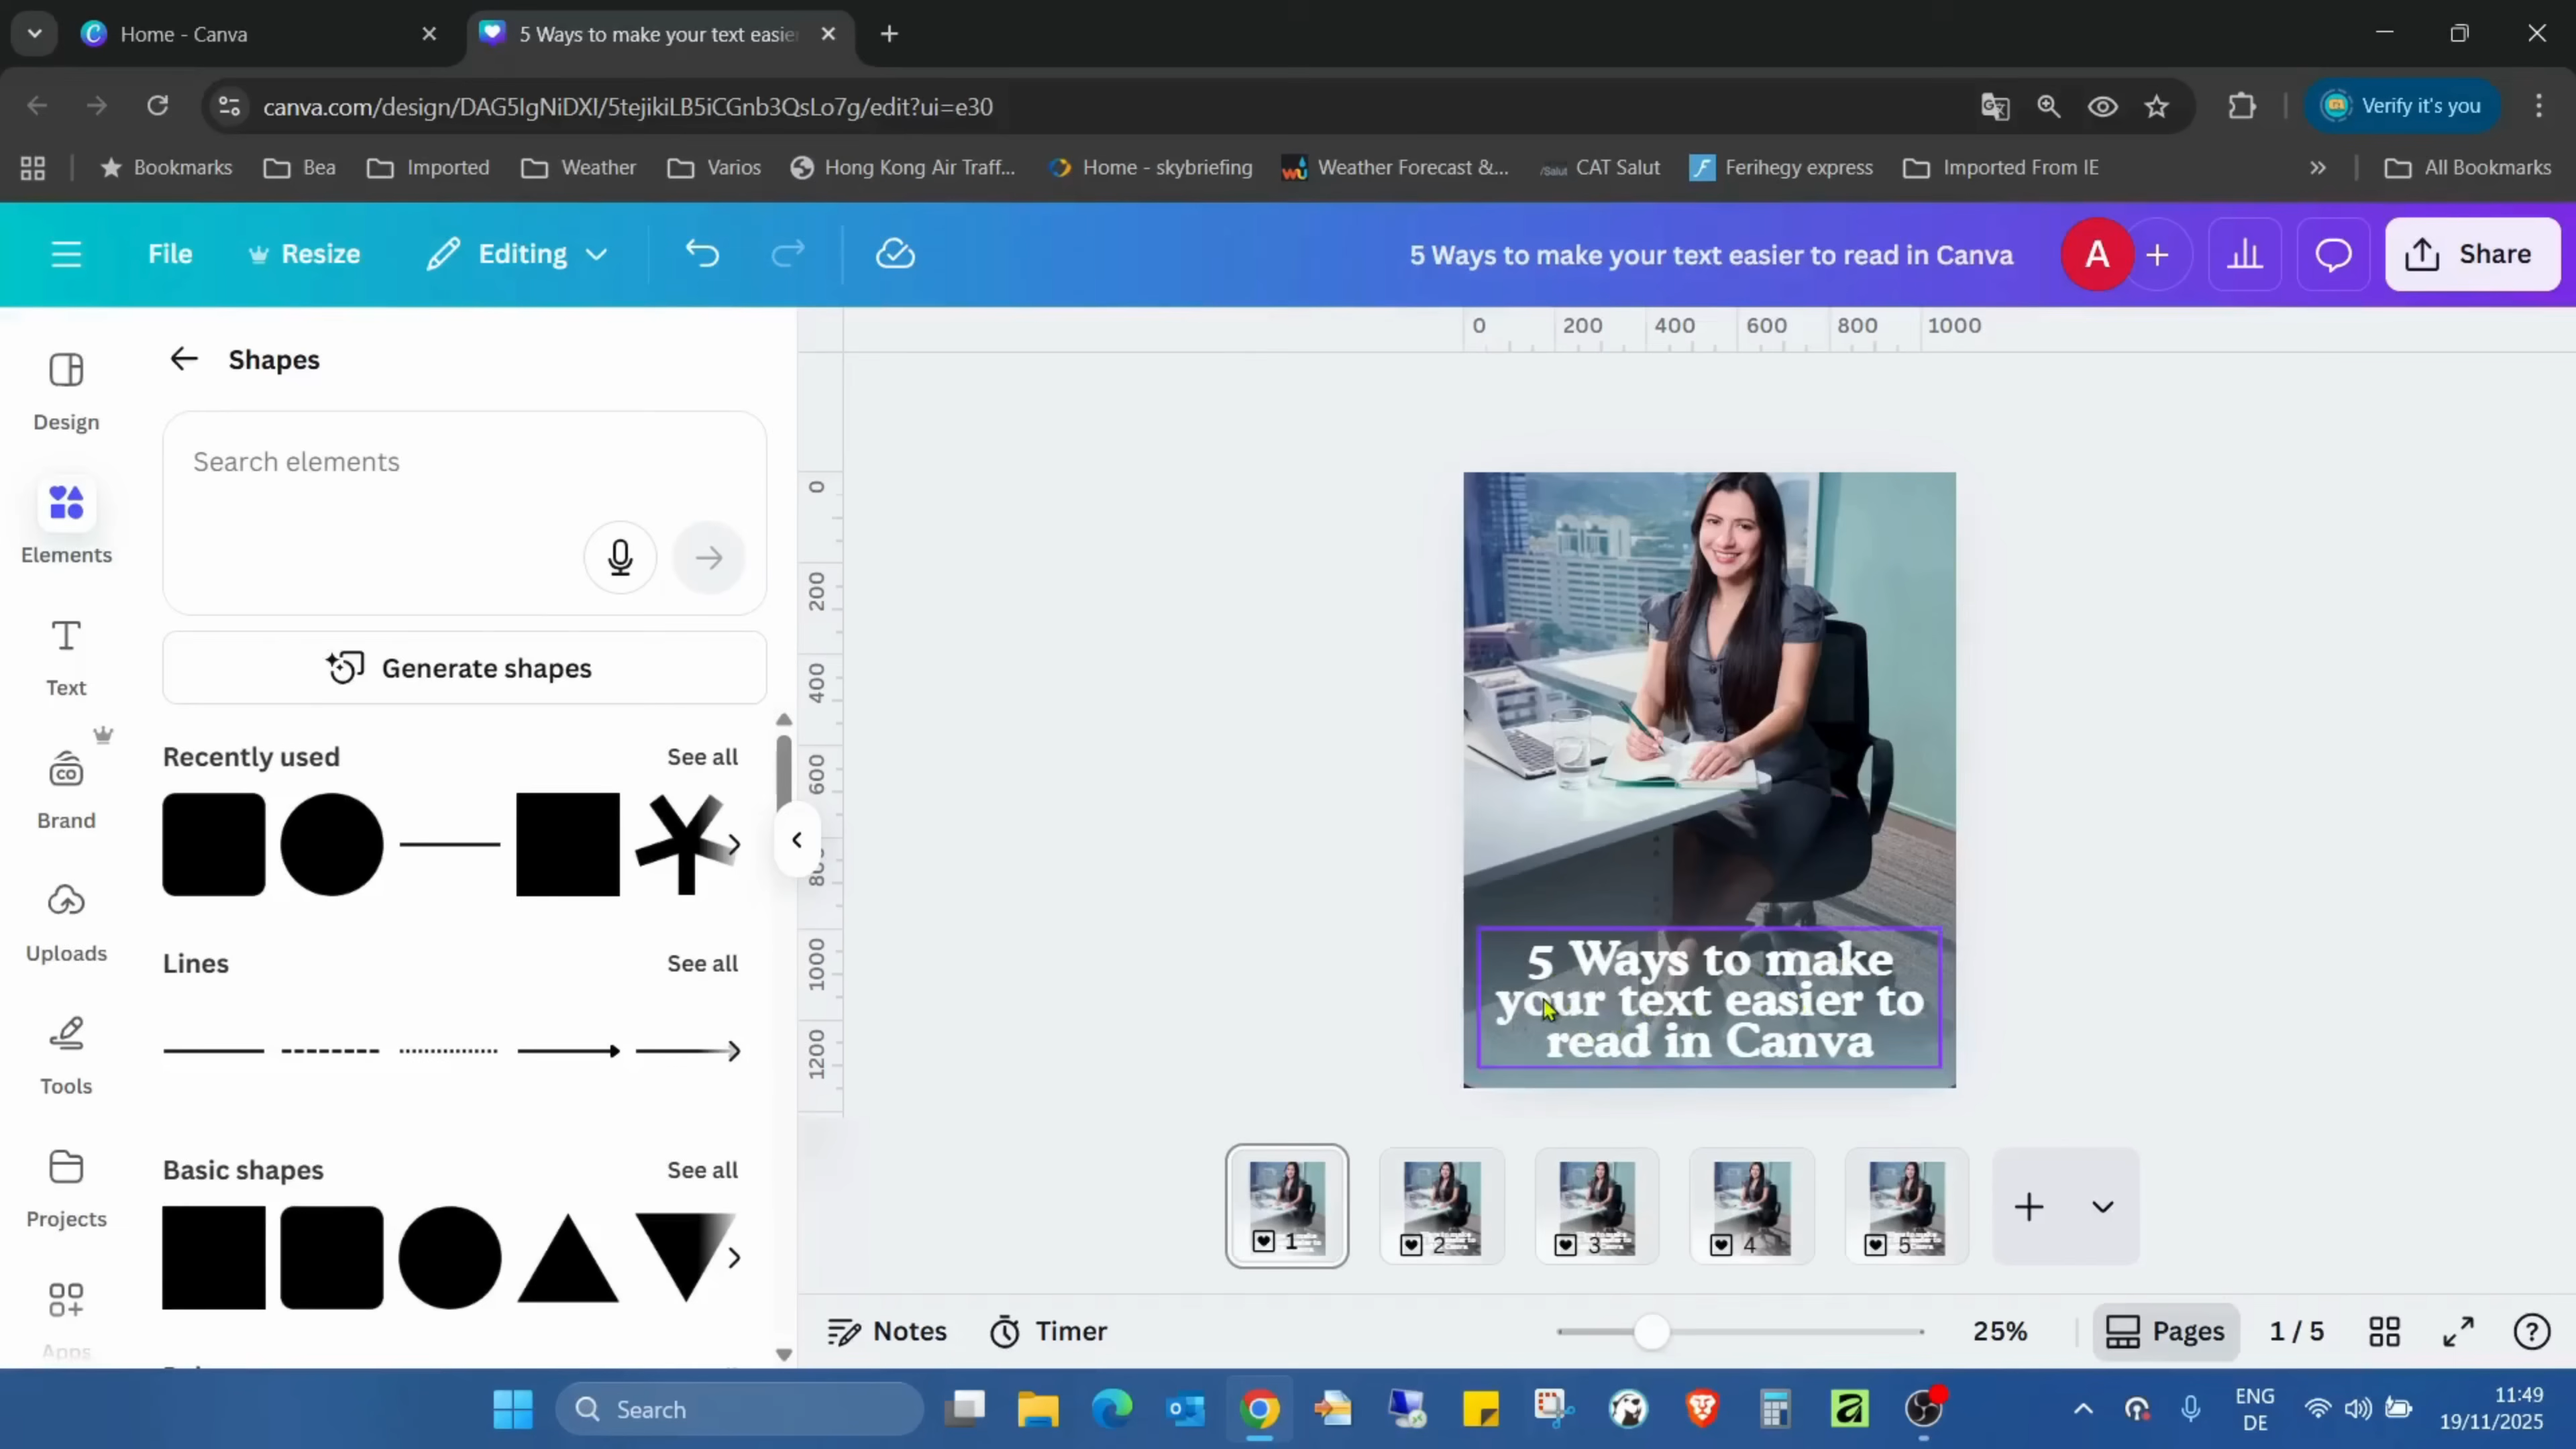 Home - Canva
5 Ways to make your text easier
canva.com/design/DAG5IgNiDXI/5tejikiLB5iCGnb3QsLo7g/edit?ui=e30
Verify it's you
Bookmarks
Bea
Imported
Weather
Varios
Hong Kong Air Traff...
Home - skybriefing
Weather Forecast &...
CAT Salut
Ferihegy express
Imported From IE
All Bookmarks
File
Resize
Editing
5 Ways to make your text easier to read in Canva
A
Share
Design
Elements
Text
Brand
Uploads
Tools
Projects
Apps
Shapes
Search elements
Generate shapes
Recently used
See all
Lines
See all
Basic shapes
See all
0 200 400 600 800 1000
0
200
400
600
800
1000
1200
5 Ways to make
your text easier to
read in Canva
1
2
3
4
5
Notes
Timer
25%
Pages
1 / 5
Search
ENG
DE
11:49
19/11/2025